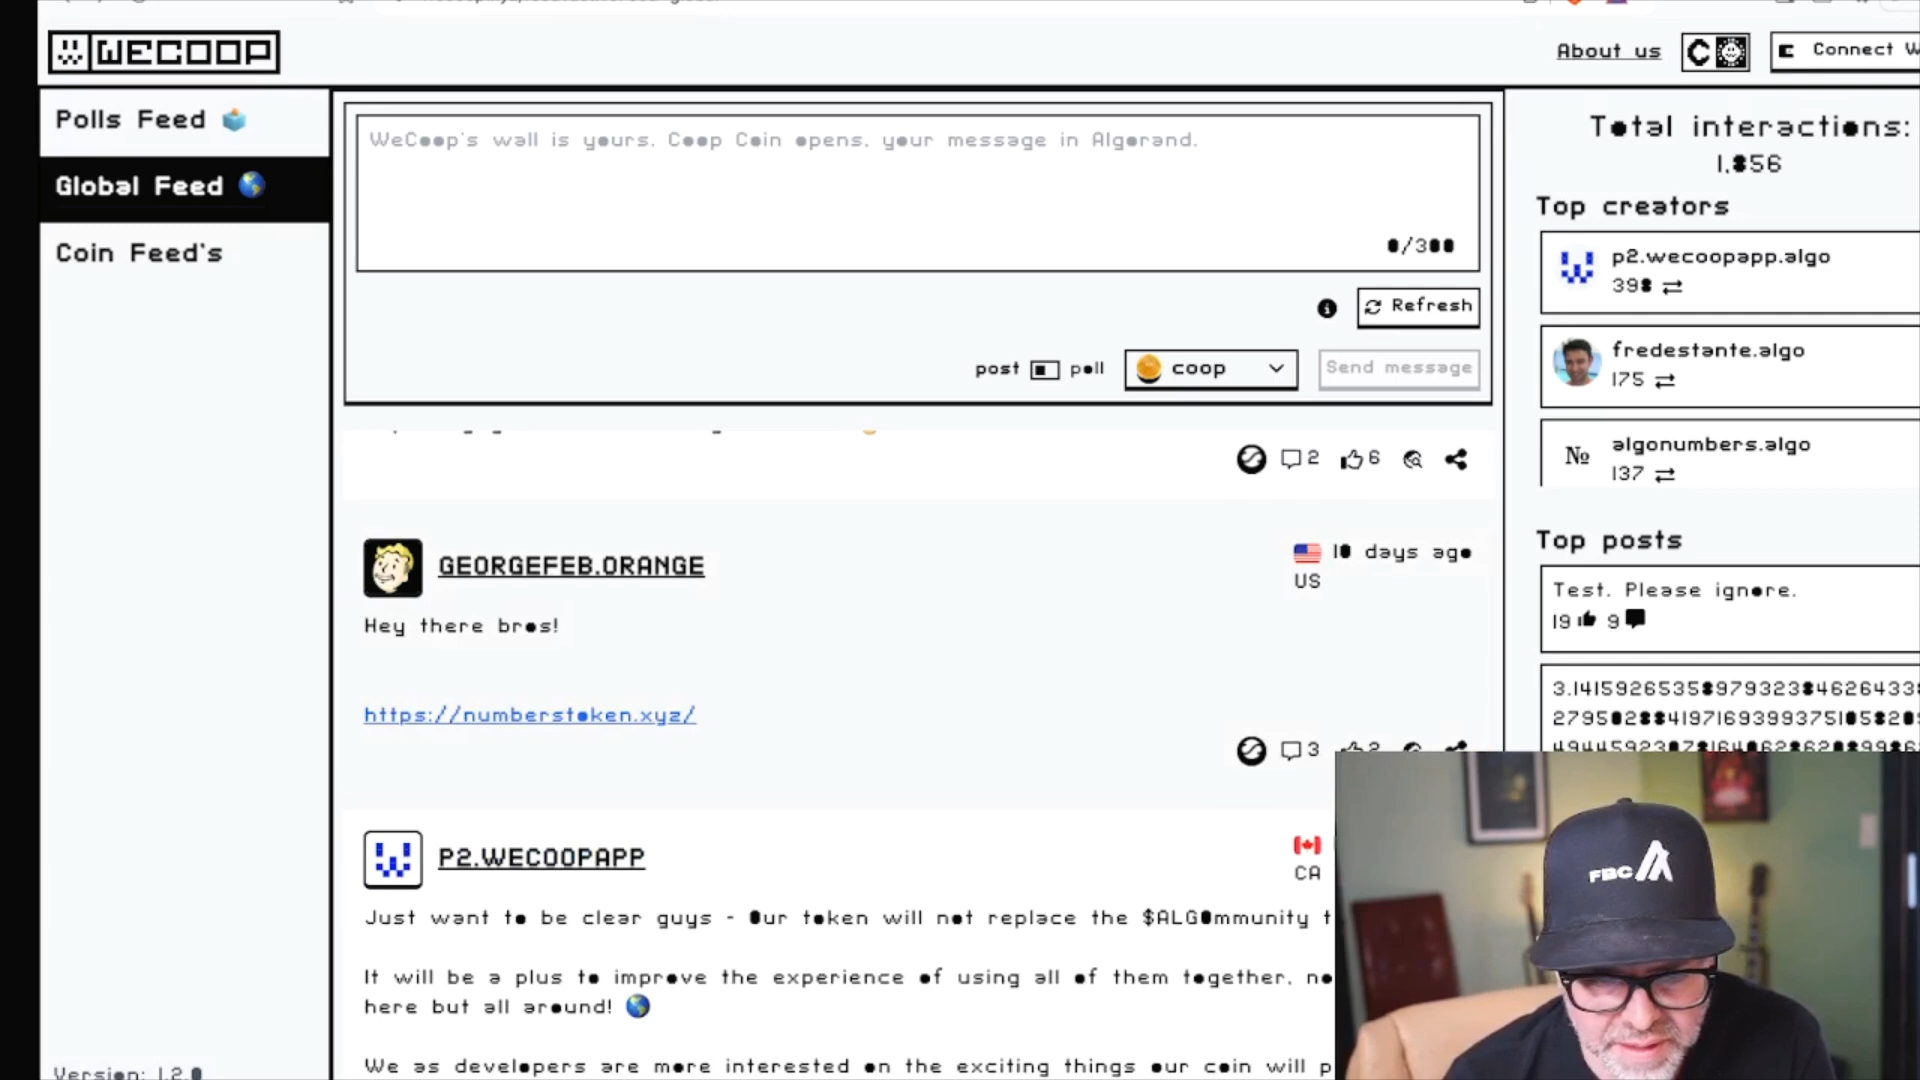 WECOOP
About us
Connect W
Polls Feed
Global Feed
Coin Feed's
Version: 1.2.0
WeCoop's wall is yours. Coop Coin opens, your message in Algorand.
0/300
Refresh
post poll coop Send message
2 6
GEORGEFEB.ORANGE
10 days ago
US
Hey there bros!
https://numberstoken.xyz/
3 2
P2.WECOOPAPP
CA
Just want to be clear guys - Our token will not replace the $ALGOmmunity t
It will be a plus to improve the experience of using all of them together, no
here but all around!
We as developers are more interested on the exciting things our coin will p
Total interactions:
1,856
Top creators
p2.wecoopapp.algo
398
fredestante.algo
175
№ algonumbers.algo
137
Top posts
Test. Please ignore.
19 9
3.14159265358979323846264338
2795028841971693993751058209
FBC